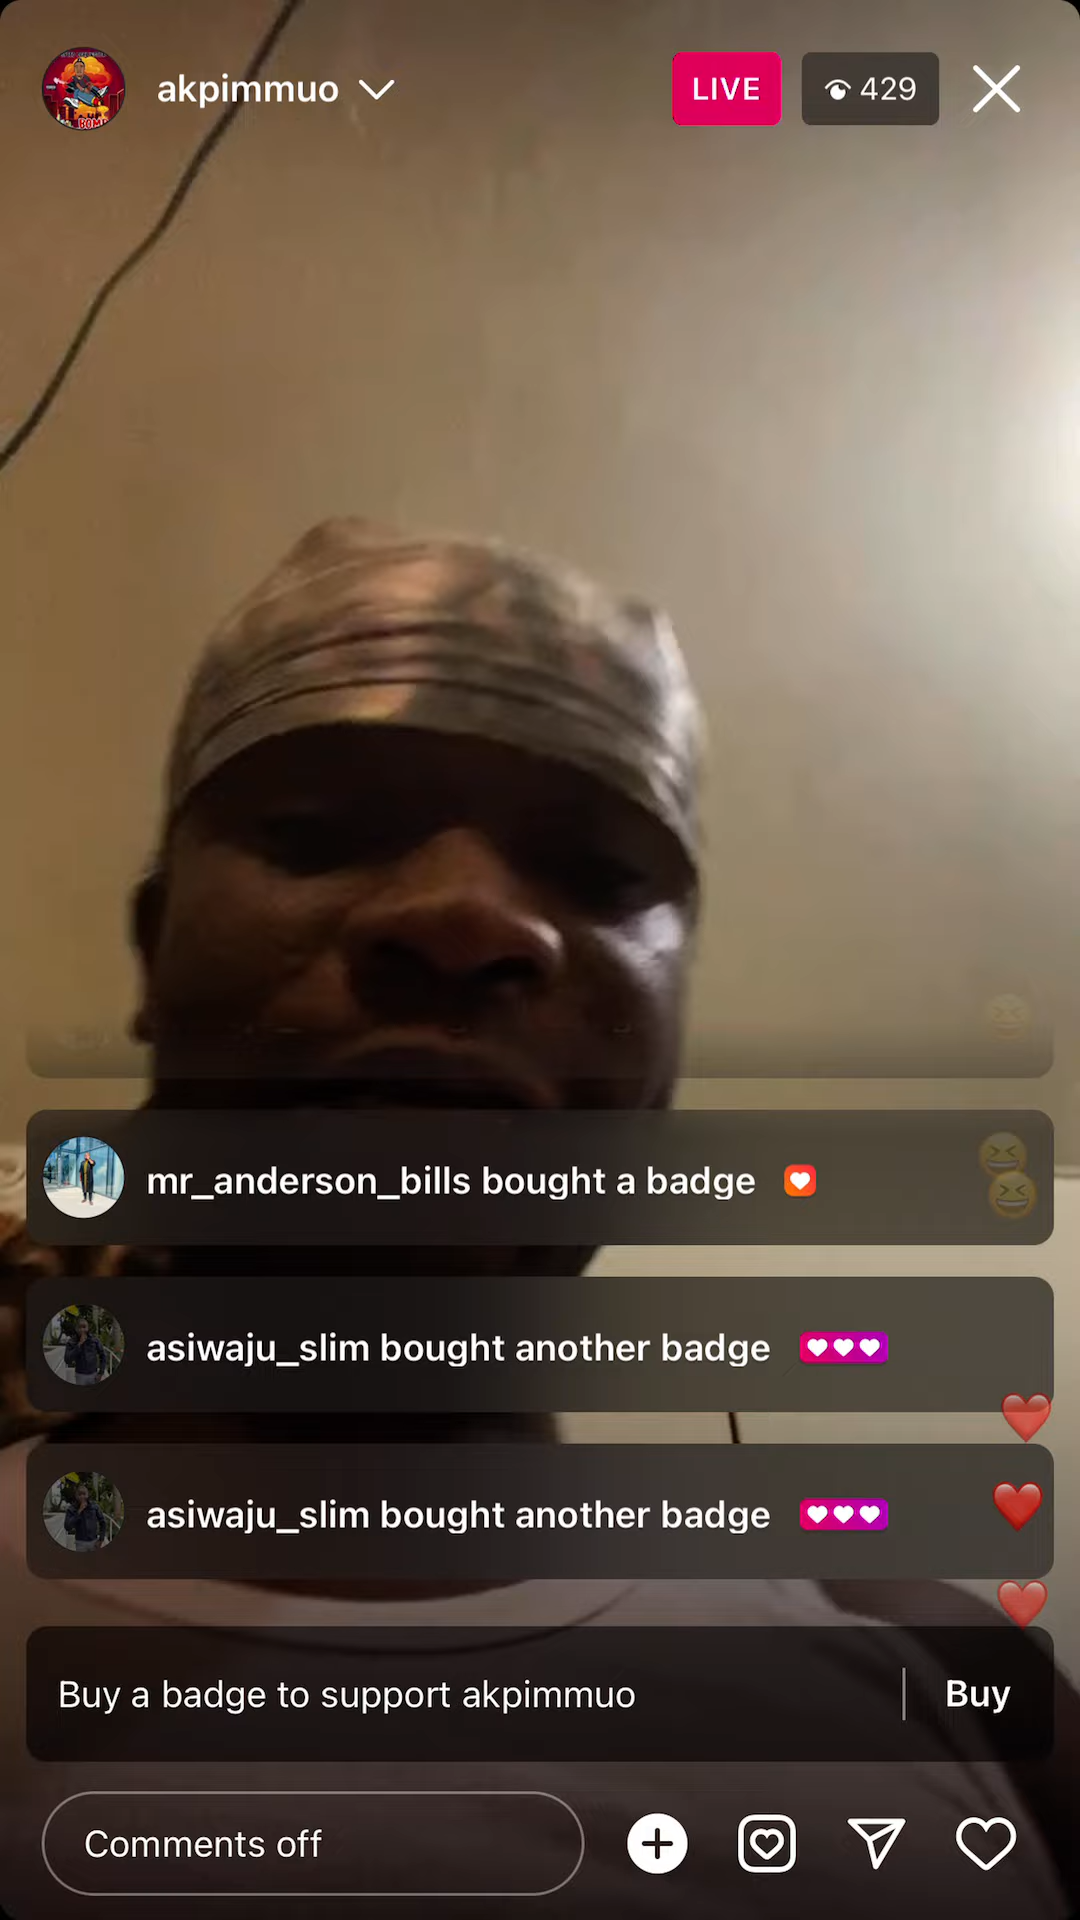 akpimmuo
LIVE
429
mr_anderson_bills bought a badge
asiwaju_slim bought another badge
asiwaju_slim bought another badge
Buy a badge to support akpimmuo
Buy
Comments off